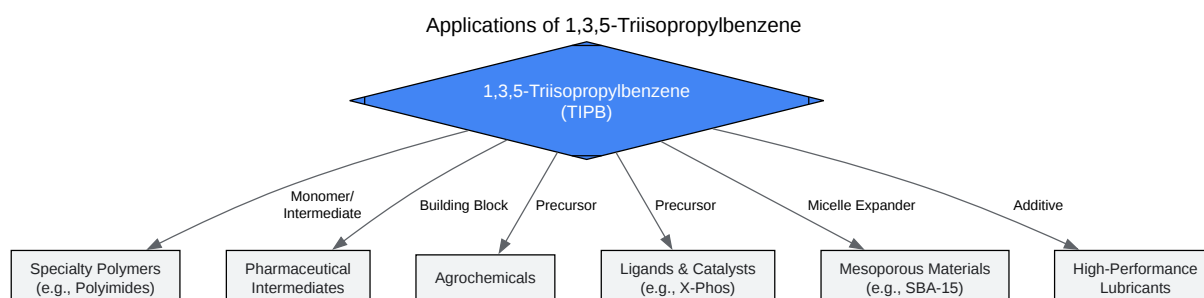 Applications of 1,3,5-Triisopropylbenzene
1,3,5-Triisopropylbenzene
(TIPB)
Monomer/
Intermediate
Building Block
Precursor
Precursor
Micelle Expander
Additive
Specialty Polymers
(e.g., Polyimides)
Pharmaceutical
Intermediates
Agrochemicals
Ligands & Catalysts
(e.g., X-Phos)
Mesoporous Materials
(e.g., SBA-15)
High-Performance
Lubricants